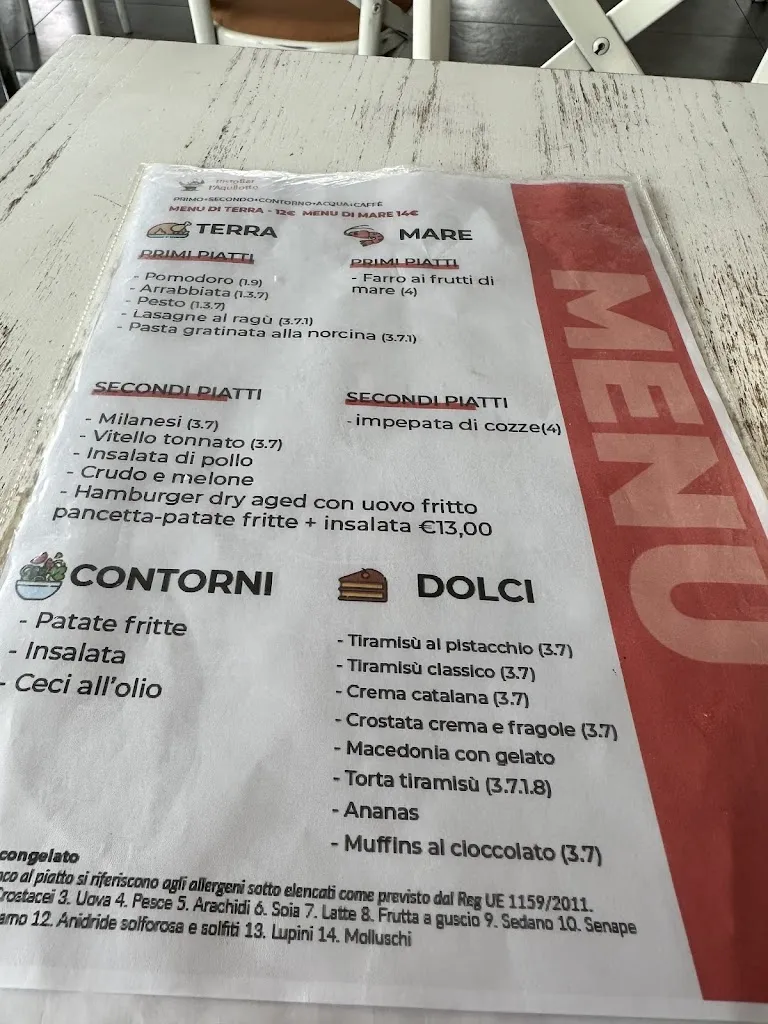 l'Aquilotto
PRIMO+SECONDO+CONTORNO+ACQUA+CAFFÈ
MENU DI TERRA - 12€ MENU DI MARE 14€
TERRA
PRIMI PIATTI
- Pomodoro (1.9)
- Arrabbiata (1.3.7)
- Pesto (1.3.7)
- Lasagne al ragù (3.7.1)
- Pasta gratinata alla norcina (3.7.1)
MARE
PRIMI PIATTI
- Farro ai frutti di
mare (4)
SECONDI PIATTI
- Milanesi (3.7)
- Vitello tonnato (3.7)
- Insalata di pollo
- Crudo e melone
- Hamburger dry aged con uovo fritto
pancetta-patate fritte + insalata €13,00
SECONDI PIATTI
- impepata di cozze(4)
CONTORNI
- Patate fritte
- Insalata
- Ceci all'olio
DOLCI
- Tiramisù al pistacchio (3.7)
- Tiramisù classico (3.7)
- Crema catalana (3.7)
- Crostata crema e fragole (3.7)
- Macedonia con gelato
- Torta tiramisù (3.7.1.8)
- Ananas
- Muffins al cioccolato (3.7)
MENU
congelato
al piatto si riferiscono agli allergeni sotto elencati come previsto dal Reg UE 1159/2011.
Crostacei 3. Uova 4. Pesce 5. Arachidi 6. Soia 7. Latte 8. Frutta a guscio 9. Sedano 10. Senape
12. Anidride solforosa e solfiti 13. Lupini 14. Molluschi